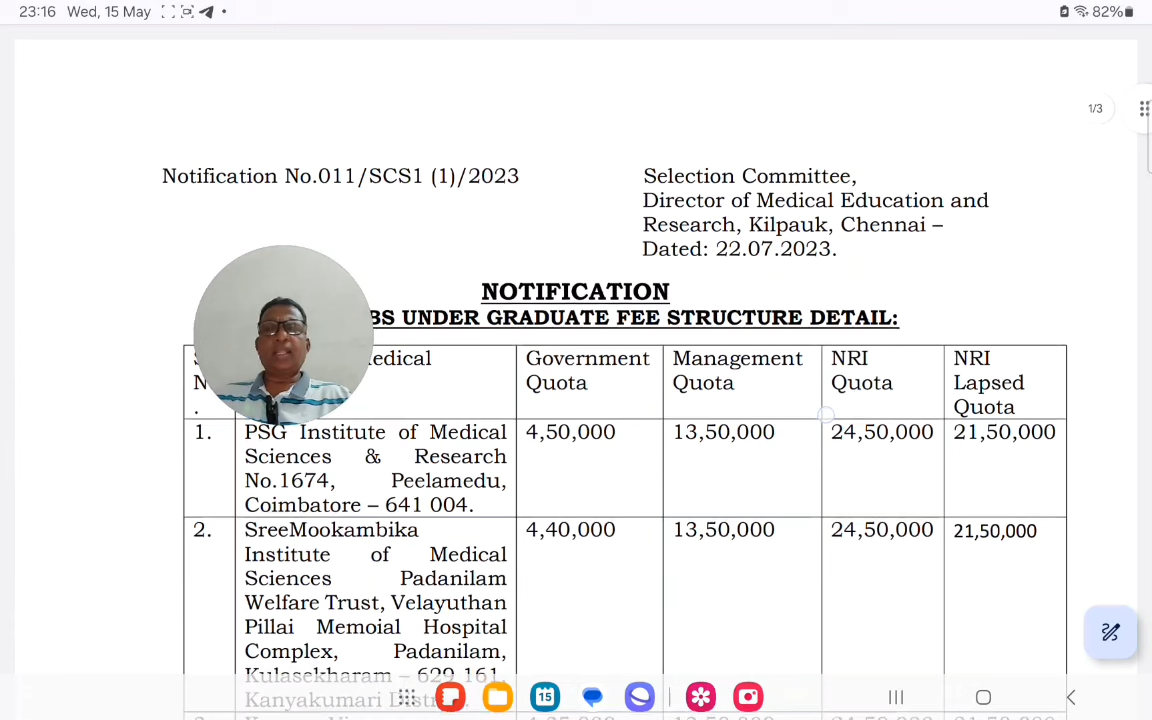 23:16 Wed, 15 May
82%
1/3
Notification No.011/SCS1 (1)/2023
Selection Committee,
Director of Medical Education and
Research, Kilpauk, Chennai –
Dated: 22.07.2023.
NOTIFICATION
BS UNDER GRADUATE FEE STRUCTURE DETAIL:
N
.
edical
Government
Quota
Management
Quota
NRI
Quota
NRI
Lapsed
Quota
1.
PSG Institute of Medical
Sciences & Research
No.1674, Peelamedu,
Coimbatore – 641 004.
4,50,000
13,50,000
24,50,000
21,50,000
2.
SreeMookambika
Institute of Medical
Sciences Padanilam
Welfare Trust, Velayuthan
Pillai Memoial Hospital
Complex, Padanilam,
Kulasekharam – 629 161,
Kanyakumari
4,40,000
13,50,000
24,50,000
21,50,000
15